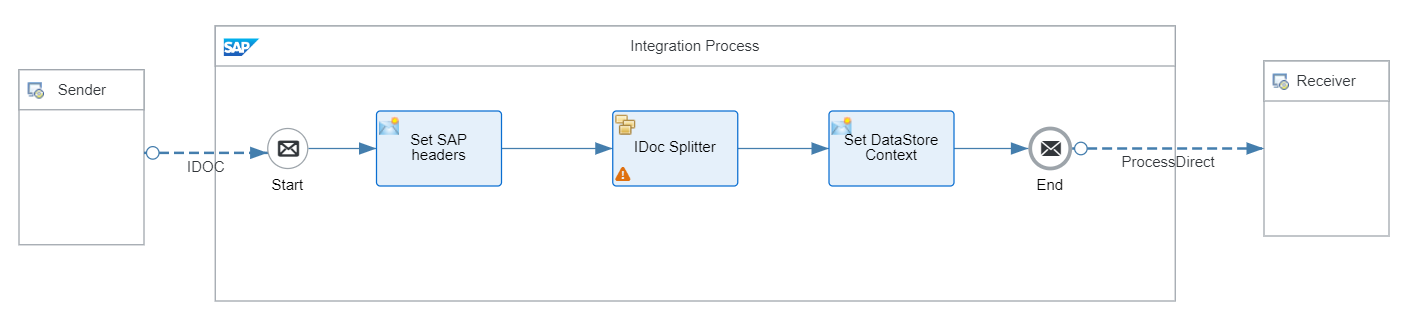 SAP
Integration Process
Sender
Receiver
IDOC
Start
Set SAP
headers
IDoc Splitter
Set DataStore
Context
End
ProcessDirect